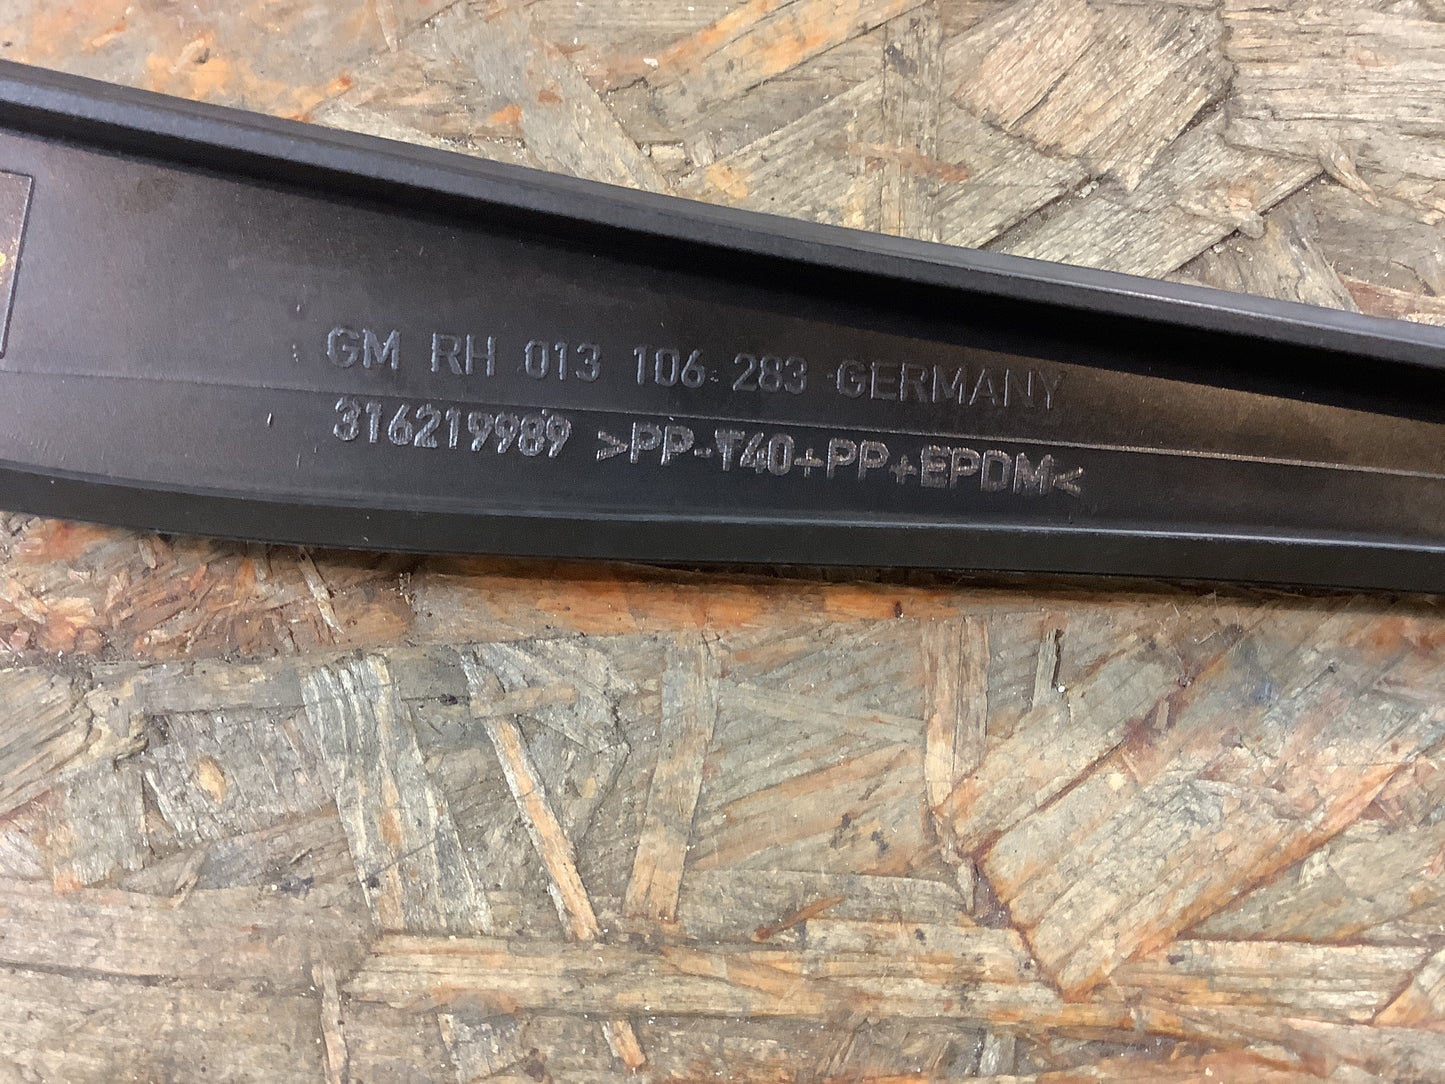 GM RH 013 106 283 GERMANY
316219989 >PP-T40+PP+EPDM<